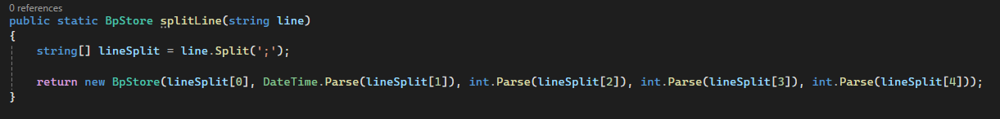 0 references
public static BpStore splitLine(string line)
{
string[] lineSplit = line.Split(';');
return new BpStore(lineSplit[0], DateTime.Parse(lineSplit[1]), int.Parse(lineSplit[2]), int.Parse(lineSplit[3]), int.Parse(lineSplit[4]));
}